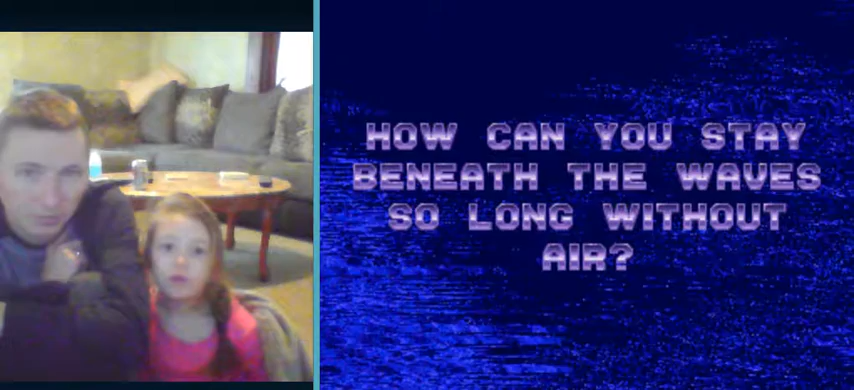 HOW CAN YOU STAY
BENEATH THE WAVES
SO LONG WITHOUT
AIR?